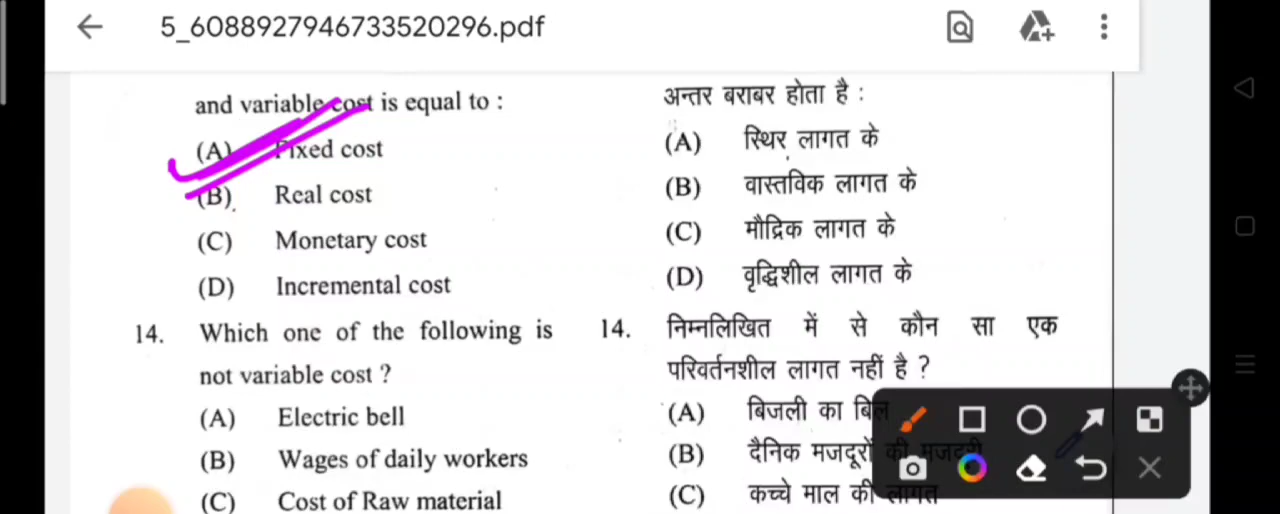 5_6088927946733520296.pdf
and variable cost is equal to :
(A) Fixed cost
(B) Real cost
(C) Monetary cost
(D) Incremental cost
14. Which one of the following is
not variable cost ?
(A) Electric bell
(B) Wages of daily workers
(C) Cost of Raw material
अन्तर बराबर होता है :
(A) स्थिर लागत के
(B) वास्तविक लागत के
(C) मौद्रिक लागत के
(D) वृद्धिशील लागत के
14. निम्नलिखित में से कौन सा एक
परिवर्तनशील लागत नहीं है ?
(A) बिजली का बिल
(B) दैनिक मजदूरों की मजदूरी
(C) कच्चे माल की लागत